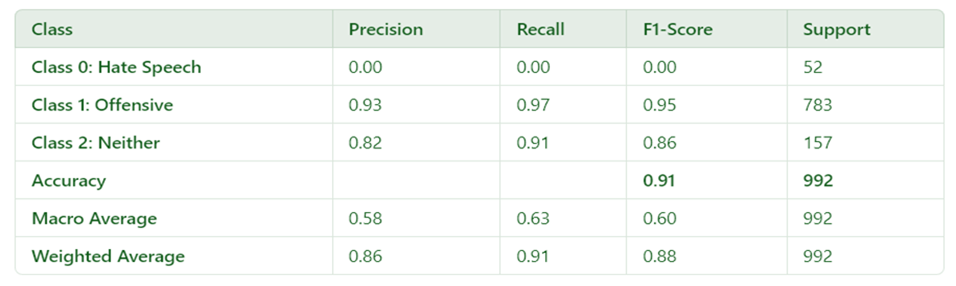 Class Precision Recall F1-Score Support
Class 0: Hate Speech 0.00 0.00 0.00 52
Class 1: Offensive 0.93 0.97 0.95 783
Class 2: Neither 0.82 0.91 0.86 157
Accuracy 0.91 992
Macro Average 0.58 0.63 0.60 992
Weighted Average 0.86 0.91 0.88 992